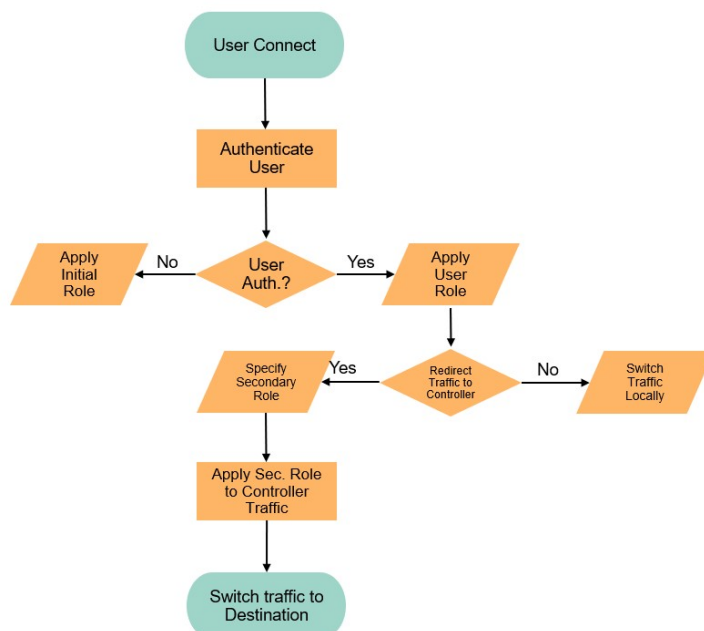 User Connect
Authenticate
User
Apply
Initial
Role
No
User
Auth.?
Yes
Apply
User
Role
Specify
Secondary
Role
Yes
Redirect
Traffic to
Controller
No
Switch
Traffic
Locally
Apply Sec. Role
to Controller
Traffic
Switch traffic to
Destination